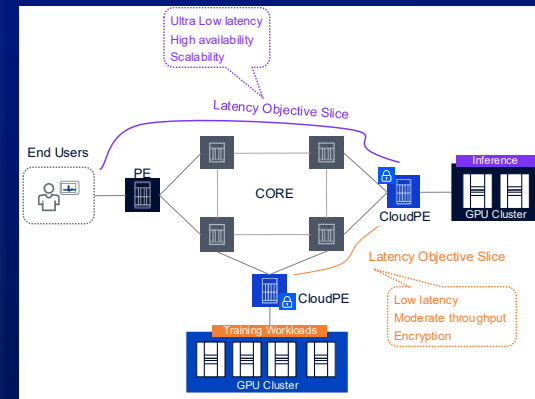 Ultra Low latency
High availability
Scalability
Latency Objective Slice
End Users
PE
CORE
Inference
GPU Cluster
CloudPE
Latency Objective Slice
CloudPE
Low latency
Moderate throughput
Encryption
Training Workloads
GPU Cluster